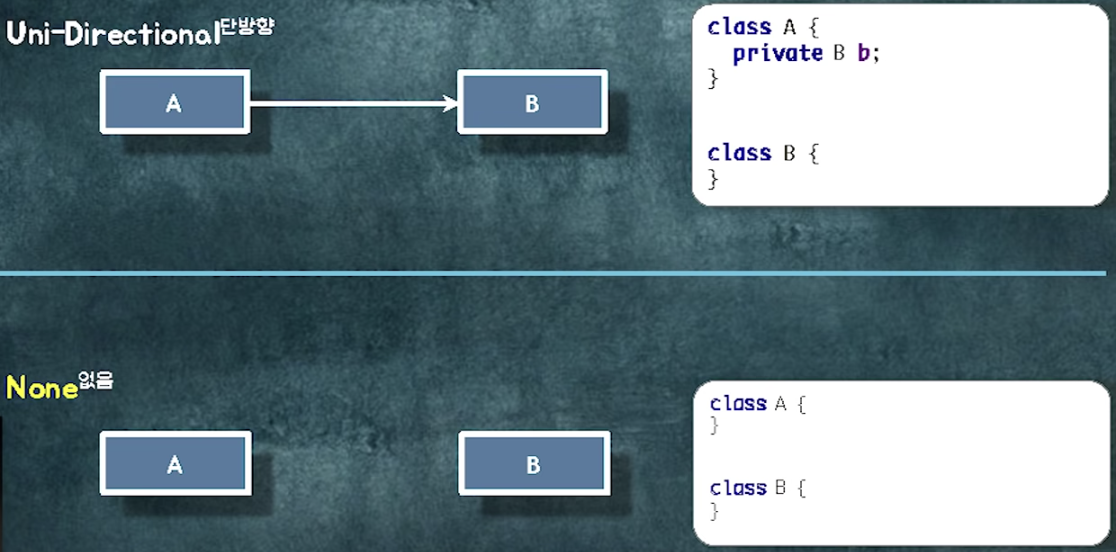 Uni-Directional단방향
A
B
class A {
  private B b;
}
class B {
}
None없음
A
B
class A {
}
class B {
}